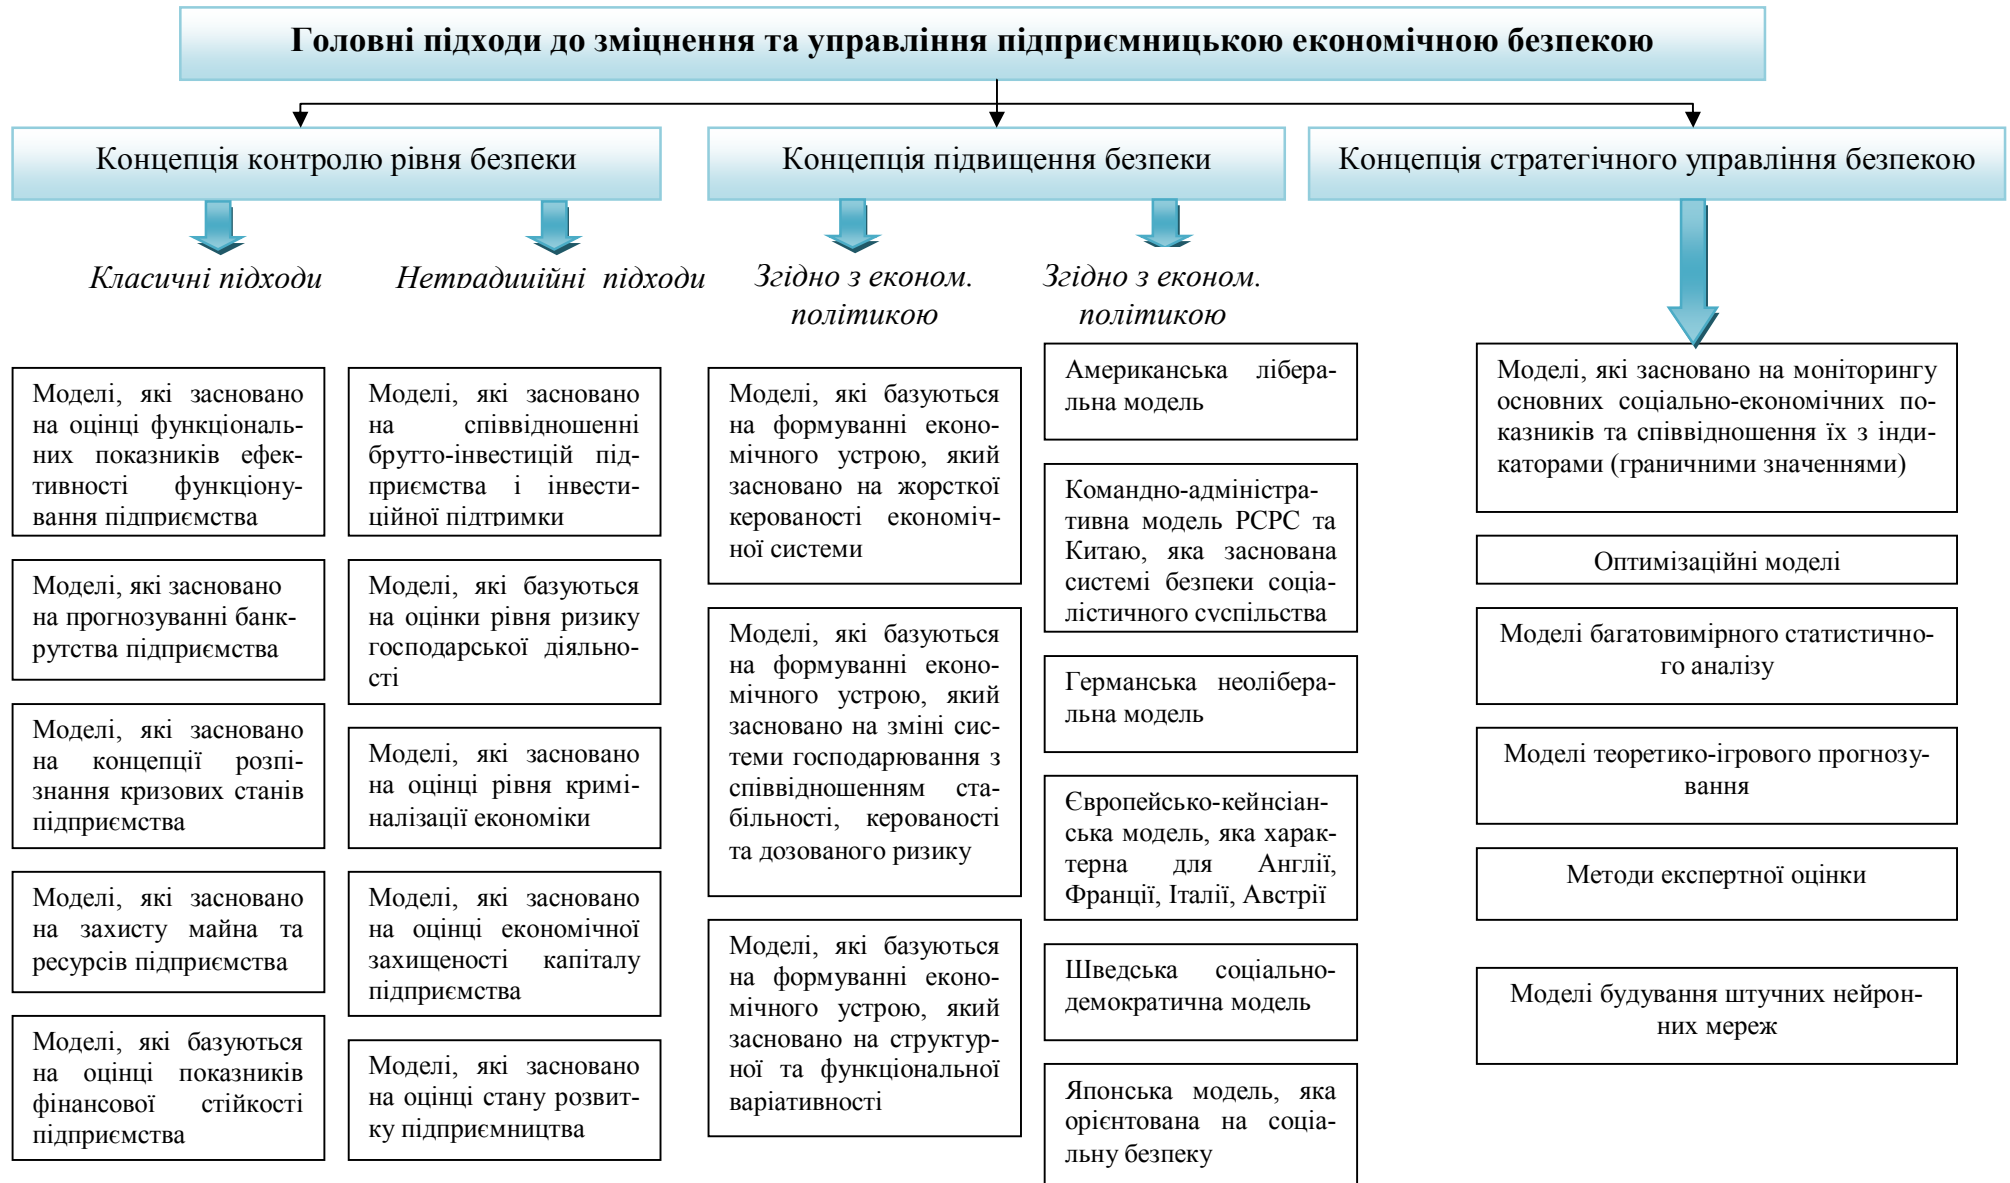 Головні підходи до зміцнення та управління підприємницькою економічною безпекою
Концепція контролю рівня безпеки
Класичні підходи
Моделі, які засновано
на оцінці функціональ-
них показників ефек-
тивності функціону-
вання підприємства
Моделі, які засновано
на прогнозуванні банк-
рутства підприємства
Моделі, які засновано
на концепції розпі-
знання кризових станів
підприємства
Моделі, які засновано
на захисту майна та
ресурсів підприємства
Моделі, які базуються
на оцінці показників
фінансової стійкості
підприємства
Нетрадиційні підходи
Моделі, які засновано
на співвідношенні
брутто-інвестицій під-
приємства і інвести-
ційної підтримки
Моделі, які базуються
на оцінки рівня ризику
господарської діяльно-
сті
Моделі, які засновано
на оцінці рівня кримі-
налізації економіки
Моделі, які засновано
на оцінці економічної
захищеності капіталу
підприємства
Моделі, які засновано
на оцінці стану розвит-
ку підприємництва
Концепція підвищення безпеки
Згідно з економ.
політикою
Моделі, які базуються
на формуванні еконо-
мічного устрою, який
засновано на жорсткої
керованості економіч-
ної системи
Моделі, які базуються
на формуванні еконо-
мічного устрою, який
засновано на зміні сис-
теми господарювання з
співвідношенням ста-
більності, керованості
та дозованого ризику
Моделі, які базуються
на формуванні еконо-
мічного устрою, який
засновано на структур-
ної та функціональної
варіативності
Згідно з економ.
політикою
Американська лібера-
льна модель
Командно-адміністра-
тивна модель РСРС та
Китаю, яка заснована
системі безпеки соціа-
лістичного суспільства
Германська неолібера-
льна модель
Європейсько-кейнсіан-
ська модель, яка харак-
терна для Англії,
Франції, Італії, Австрії
Шведська соціально-
демократична модель
Японська модель, яка
орієнтована на соціа-
льну безпеку
Концепція стратегічного управління безпекою
Моделі, які засновано на моніторингу
основних соціально-економічних по-
казників та співвідношення їх з інди-
каторами (граничними значеннями)
Оптимізаційні моделі
Моделі багатовимірного статистично-
го аналізу
Моделі теоретико-ігрового прогнозу-
вання
Методи експертної оцінки
Моделі будування штучних нейрон-
них мереж